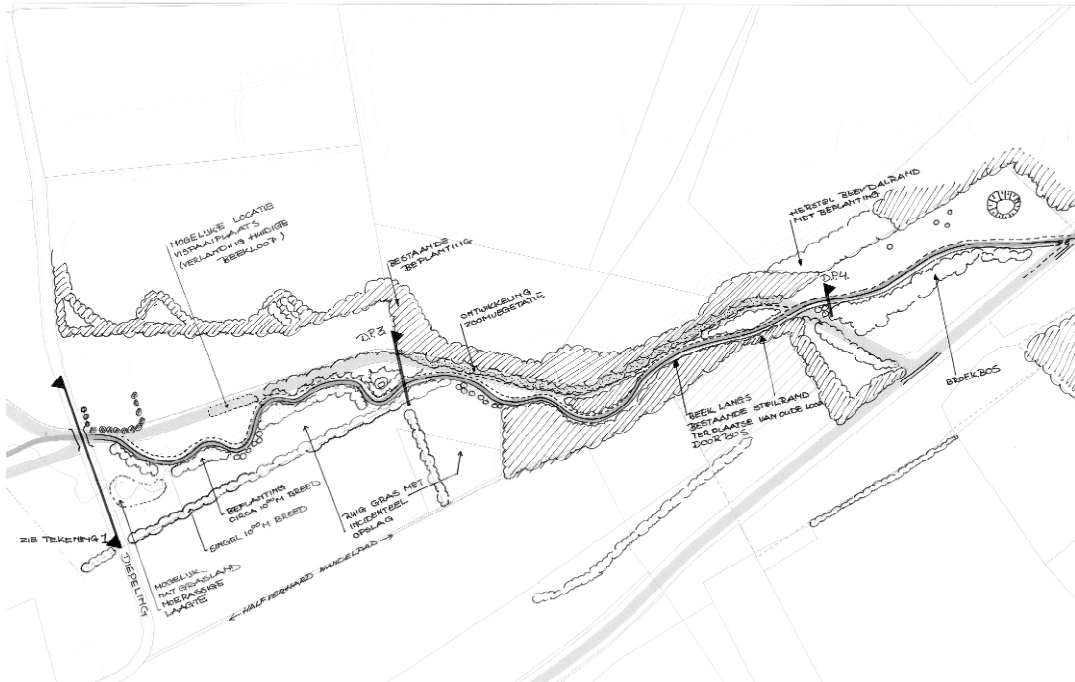 MOGELIJKE LOCATIE
VISPAAIPLAATS
(VERLANDING HUIDIGE
BEEKLOOP)
BESTAANDE
BEPLANTING
D.P.3.
ONTWIKKELING
ZOOMVEGETATIE
HERSTEL BEEKDALRAND
MET BEPLANTING
D.P.4.
BROEKBOS
BEEK LANGS
BESTAANDE STEILRAND
TER PLAATSE VAN OUDE LOOP
DOOR BOS
RUIG GRAS MET
INCIDENTEEL
OPSLAG
BEPLANTING
CIRCA 10.00 M BREED
SINGEL 10.00 M BREED
ZIE TEKENING 1
DIEPELING
MOGELIJK
NAT GRASLAND
MOERASSIGE
LAAGTE
← HALFVERHARD WANDELPAD →